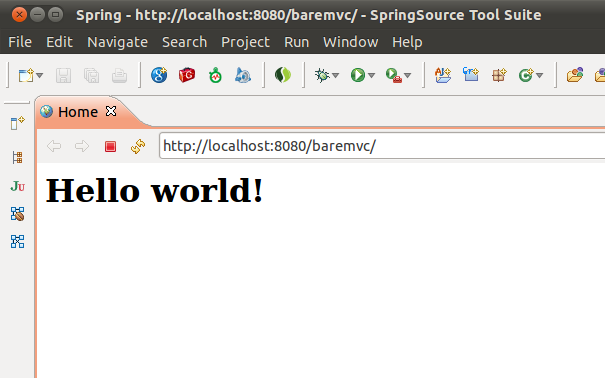 Spring - http://localhost:8080/baremvc/ - SpringSource Tool Suite
File Edit Navigate Search Project Run Window Help
Home
http://localhost:8080/baremvc/
Ju
Hello world!